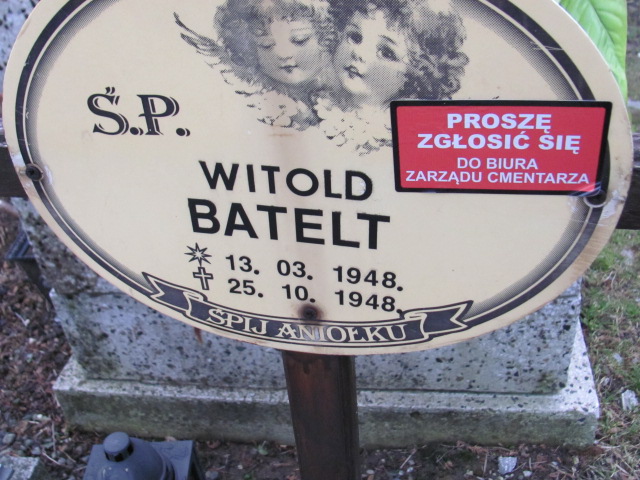 Ś.P.
PROSZĘ
ZGŁOSIĆ SIĘ
DO BIURA
ZARZĄDU CMENTARZA
WITOLD
BATELT
13. 03. 1948.
25. 10. 1948.
ŚPIJ ANIOŁKU